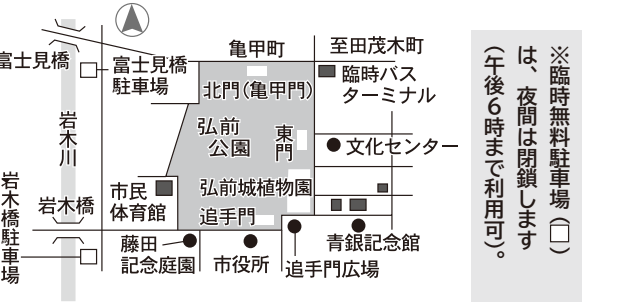 亀甲町
至田茂木町
富士見橋
富士見橋
駐車場
北門(亀甲門)
臨時バス
ターミナル
岩木川
弘前
公園
東門
文化センター
市民
体育館
弘前城植物園
岩木橋
追手門
岩木橋駐車場
藤田
記念庭園
市役所
追手門広場
青銀記念館
※臨時無料駐車場(□)
は、夜間は閉鎖します
(午後6時まで利用可)。